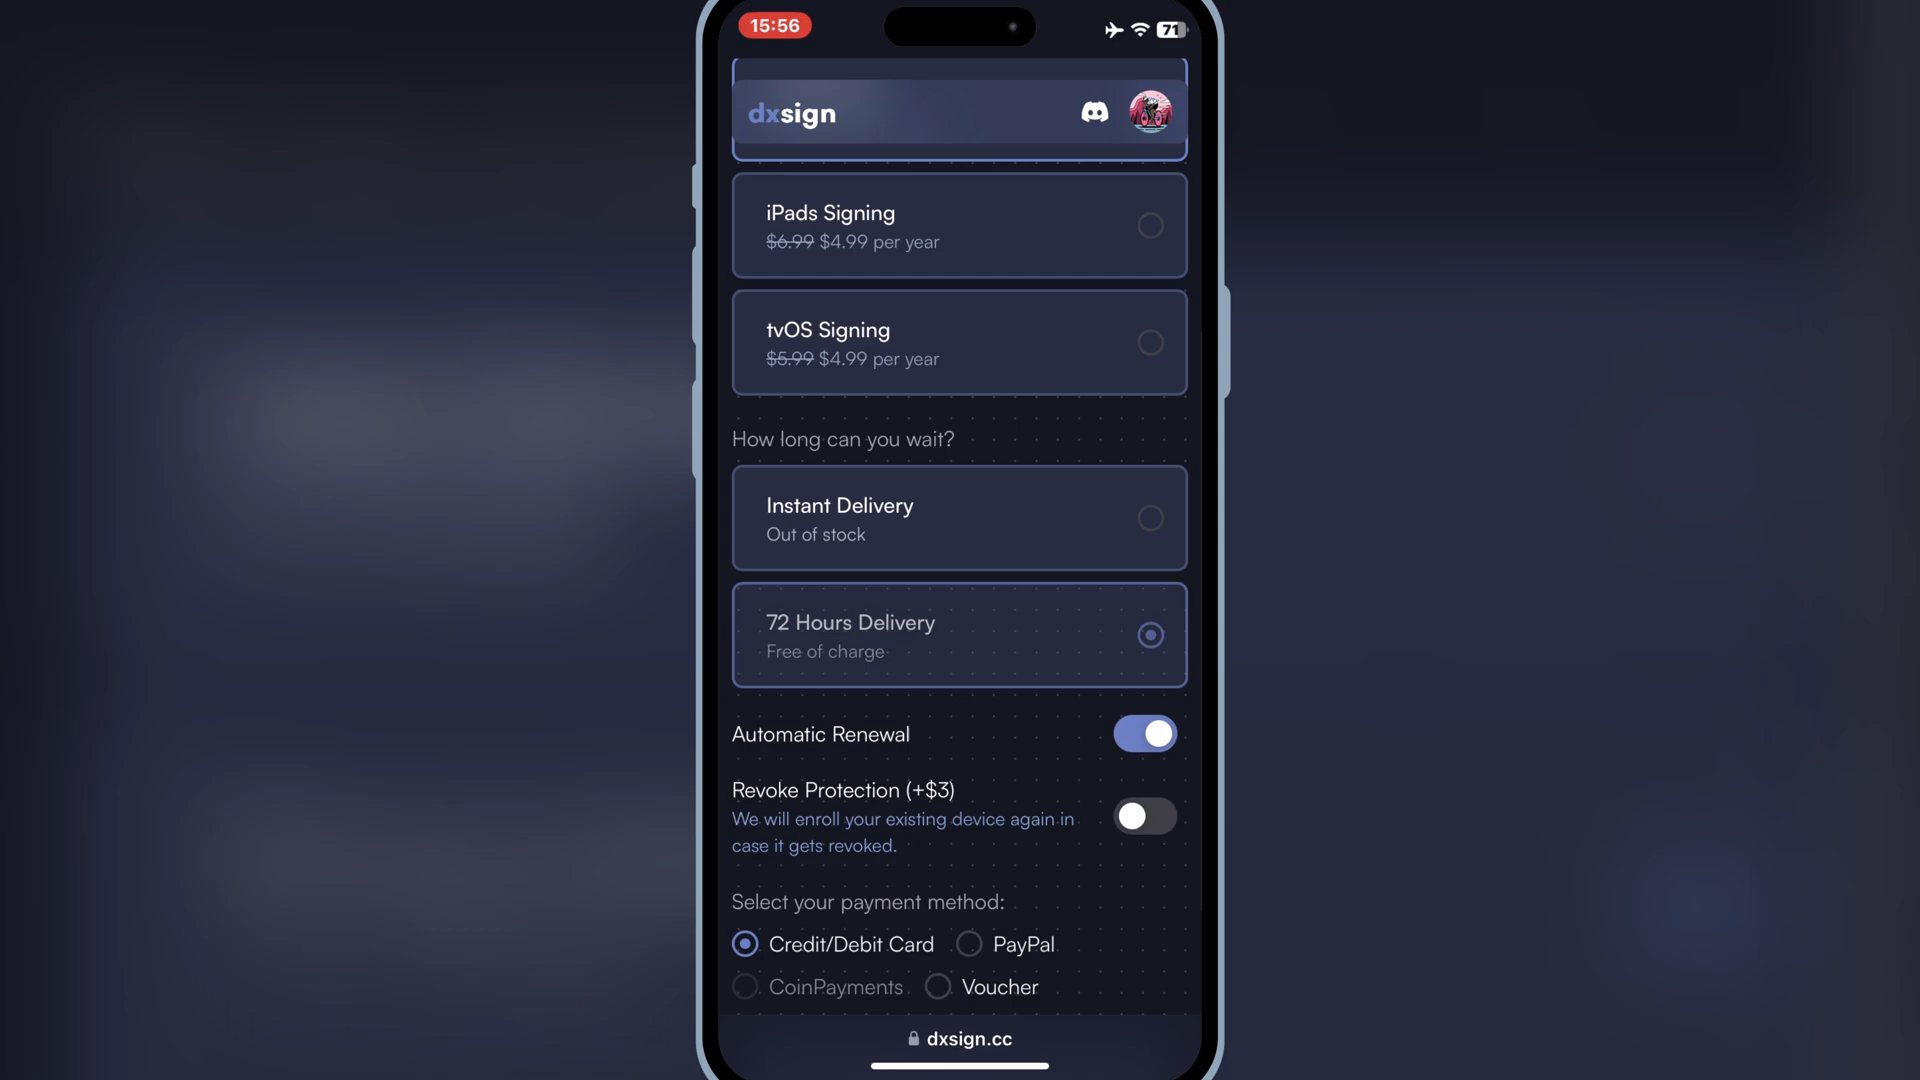 15:56
71
dxsign
iPads Signing
$6.99 $4.99 per year
tvOS Signing
$5.99 $4.99 per year
How long can you wait?
Instant Delivery
Out of stock
72 Hours Delivery
Free of charge
Automatic Renewal
Revoke Protection (+$3)
We will enroll your existing device again in
case it gets revoked.
Select your payment method:
Credit/Debit Card PayPal
CoinPayments Voucher
dxsign.cc